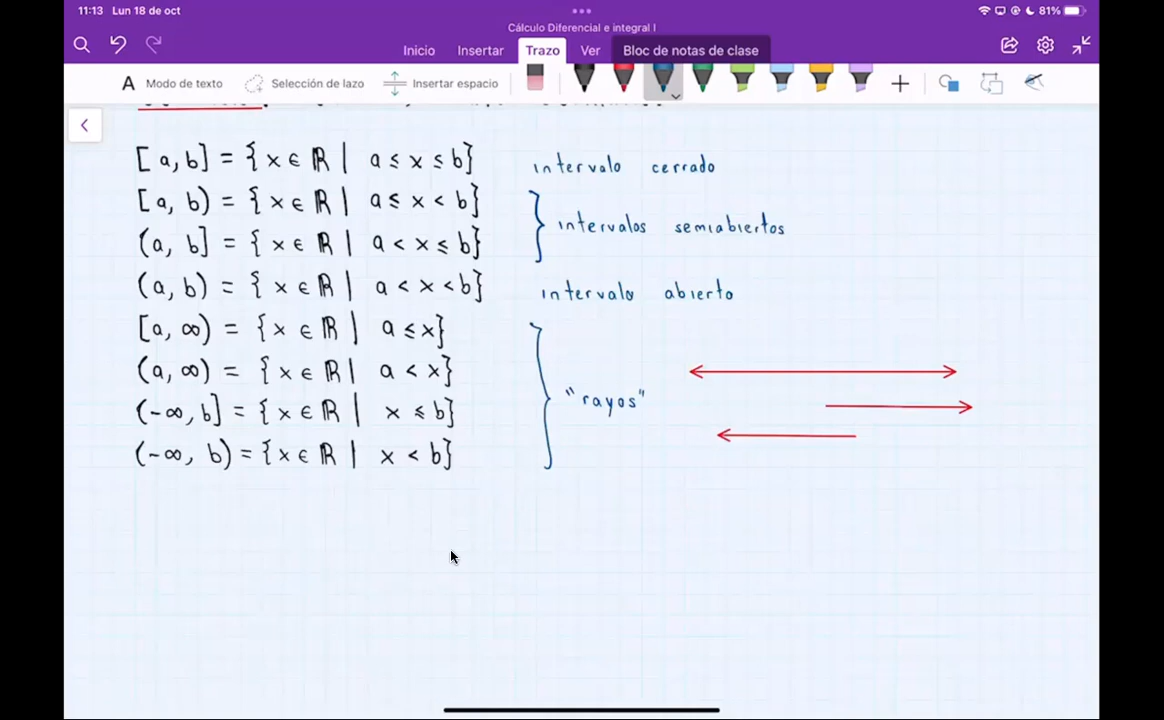 11:13 Lun 18 de oct
81%
Cálculo Diferencial e integral I
Inicio Insertar Trazo Ver Bloc de notas de clase
A Modo de texto Selección de lazo Insertar espacio
[a, b] = {x ∈ ℝ | a ≤ x ≤ b} intervalo cerrado
[a, b) = {x ∈ ℝ | a ≤ x < b}
intervalos semiabiertos
(a, b] = {x ∈ ℝ | a < x ≤ b}
(a, b) = {x ∈ ℝ | a < x < b} intervalo abierto
[a, ∞) = {x ∈ ℝ | a ≤ x}
(a, ∞) = {x ∈ ℝ | a < x}
"rayos"
(-∞, b] = {x ∈ ℝ | x ≤ b}
(-∞, b) = {x ∈ ℝ | x < b}